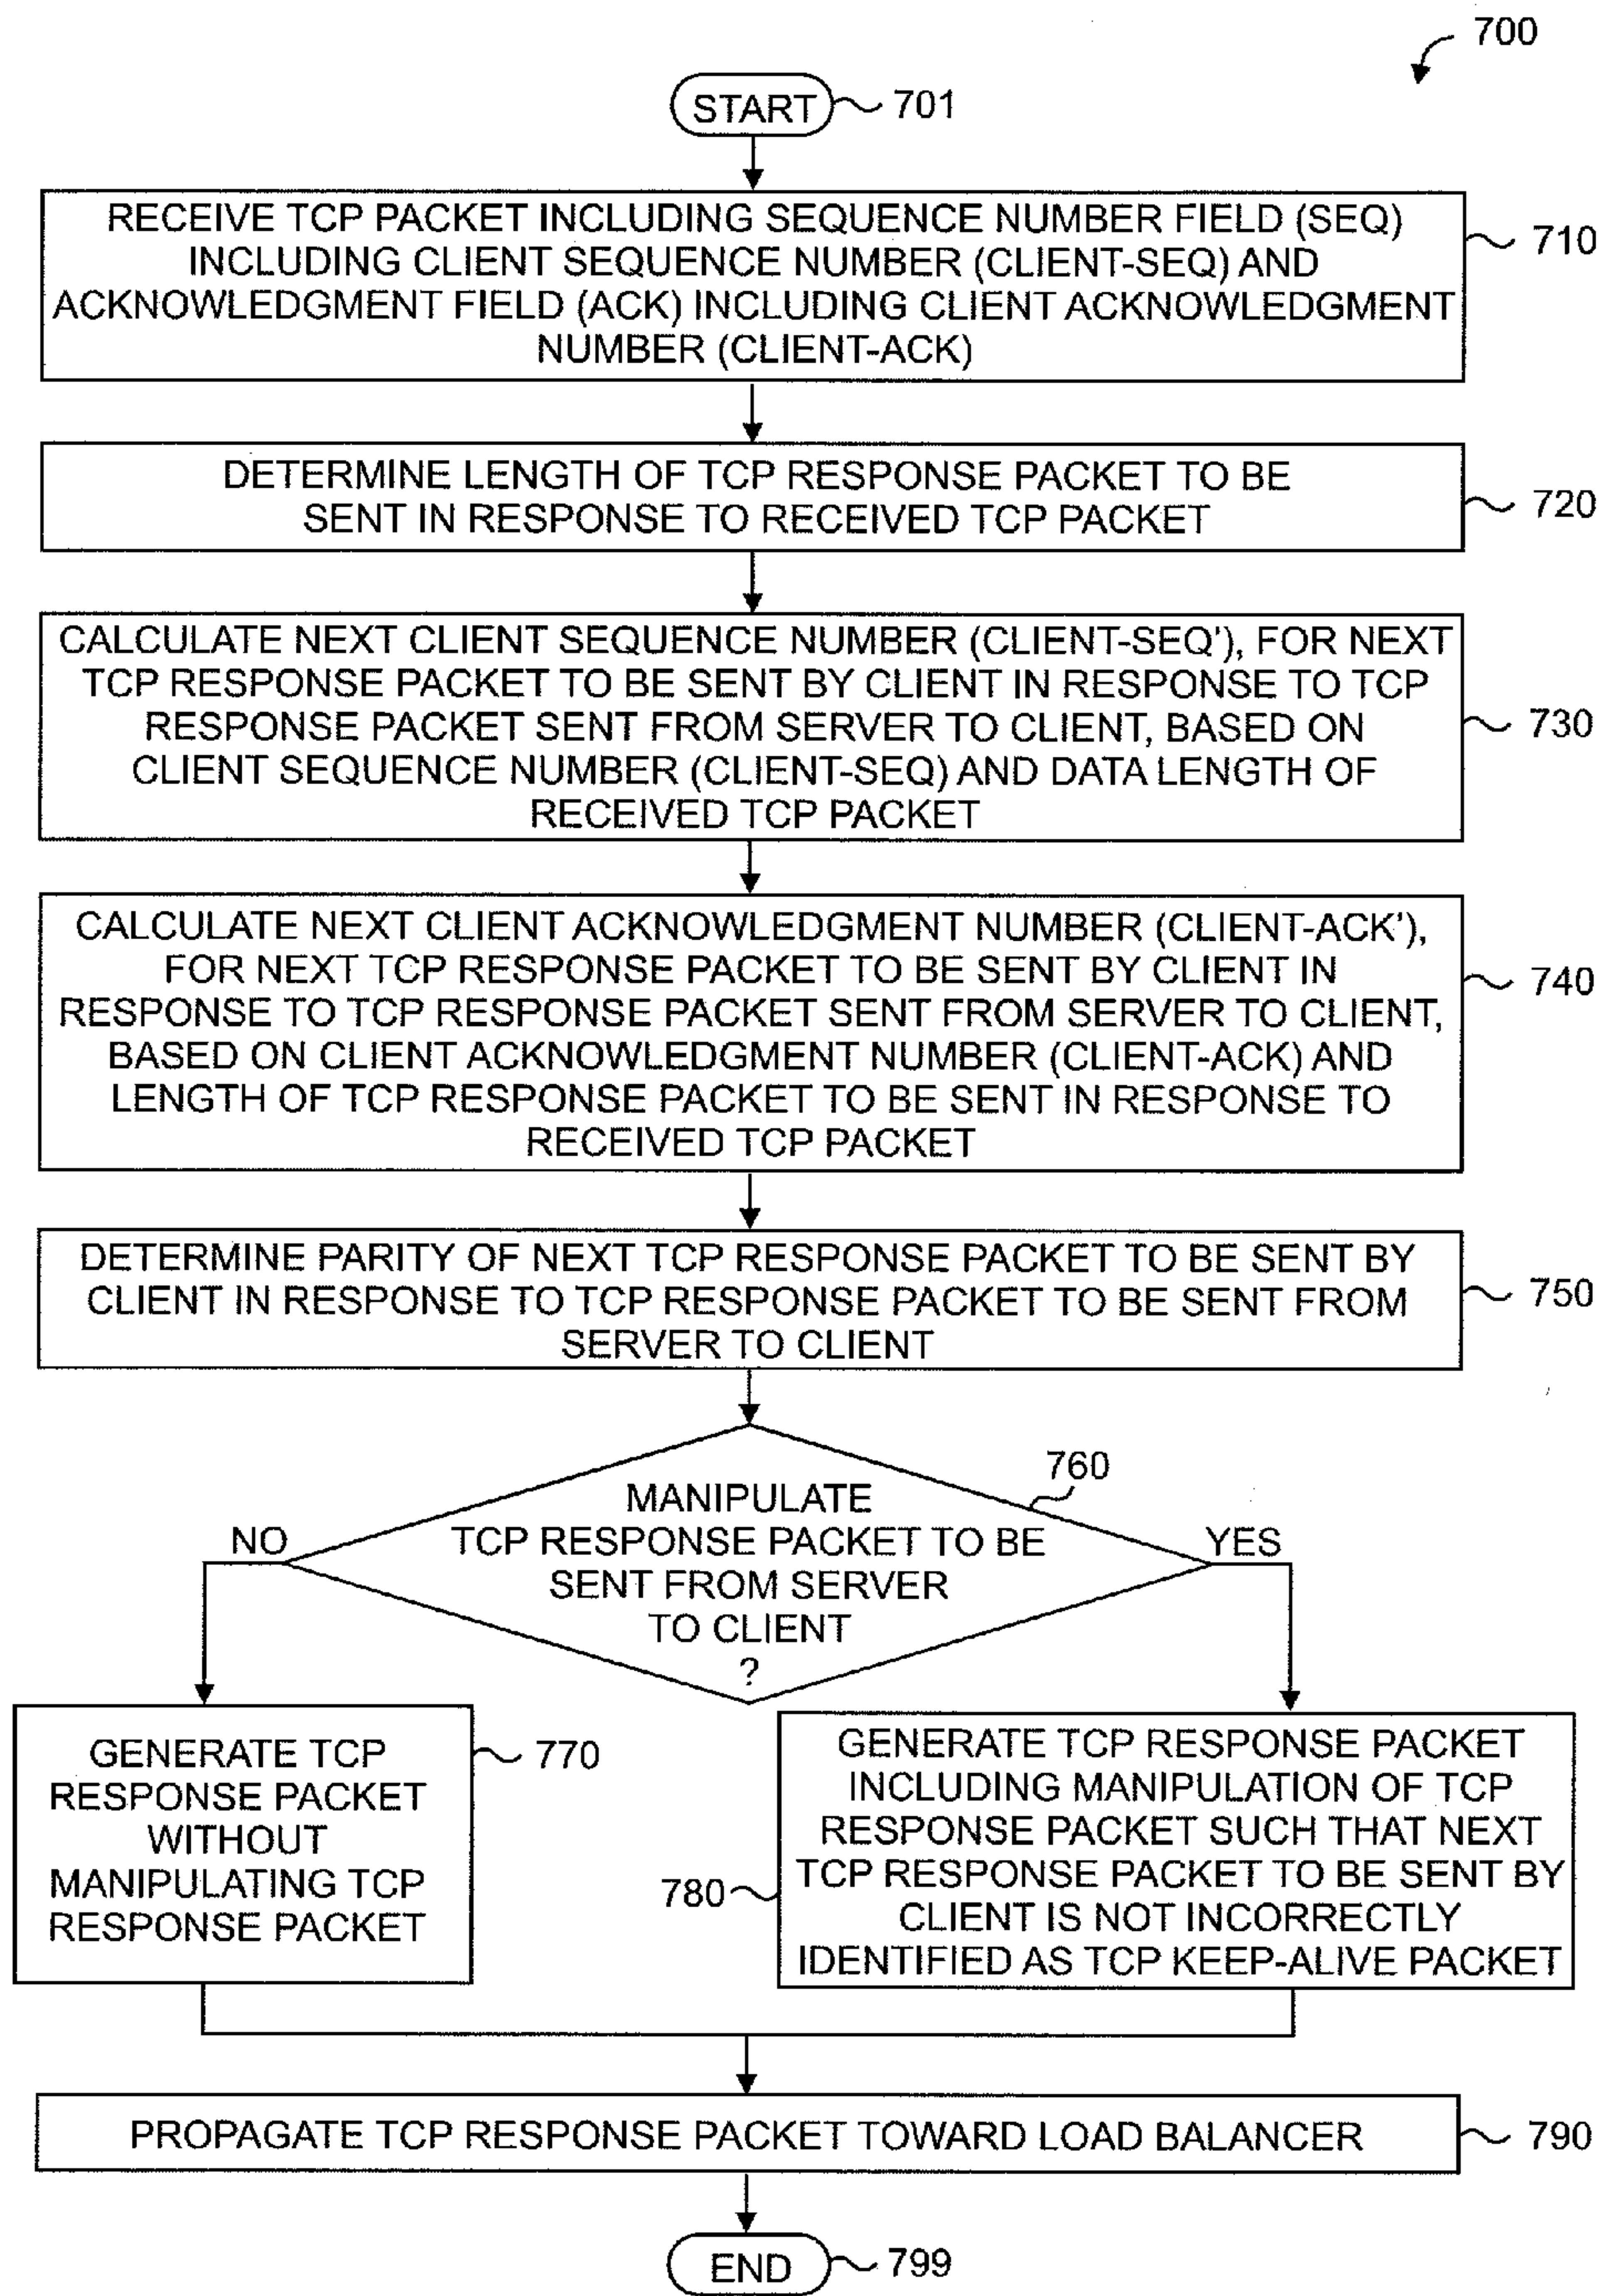 700
START
701
RECEIVE TCP PACKET INCLUDING SEQUENCE NUMBER FIELD (SEQ)
INCLUDING CLIENT SEQUENCE NUMBER (CLIENT-SEQ) AND
ACKNOWLEDGMENT FIELD (ACK) INCLUDING CLIENT ACKNOWLEDGMENT
NUMBER (CLIENT-ACK)
710
DETERMINE LENGTH OF TCP RESPONSE PACKET TO BE
SENT IN RESPONSE TO RECEIVED TCP PACKET
720
CALCULATE NEXT CLIENT SEQUENCE NUMBER (CLIENT-SEQ'), FOR NEXT
TCP RESPONSE PACKET TO BE SENT BY CLIENT IN RESPONSE TO TCP
RESPONSE PACKET SENT FROM SERVER TO CLIENT, BASED ON
CLIENT SEQUENCE NUMBER (CLIENT-SEQ) AND DATA LENGTH OF
RECEIVED TCP PACKET
730
CALCULATE NEXT CLIENT ACKNOWLEDGMENT NUMBER (CLIENT-ACK'),
FOR NEXT TCP RESPONSE PACKET TO BE SENT BY CLIENT IN
RESPONSE TO TCP RESPONSE PACKET SENT FROM SERVER TO CLIENT,
BASED ON CLIENT ACKNOWLEDGMENT NUMBER (CLIENT-ACK) AND
LENGTH OF TCP RESPONSE PACKET TO BE SENT IN RESPONSE TO
RECEIVED TCP PACKET
740
DETERMINE PARITY OF NEXT TCP RESPONSE PACKET TO BE SENT BY
CLIENT IN RESPONSE TO TCP RESPONSE PACKET TO BE SENT FROM
SERVER TO CLIENT
750
760
MANIPULATE
TCP RESPONSE PACKET TO BE
SENT FROM SERVER
TO CLIENT
?
NO
YES
GENERATE TCP
RESPONSE PACKET
WITHOUT
MANIPULATING TCP
RESPONSE PACKET
770
GENERATE TCP RESPONSE PACKET
INCLUDING MANIPULATION OF TCP
RESPONSE PACKET SUCH THAT NEXT
TCP RESPONSE PACKET TO BE SENT BY
CLIENT IS NOT INCORRECTLY
IDENTIFIED AS TCP KEEP-ALIVE PACKET
780
PROPAGATE TCP RESPONSE PACKET TOWARD LOAD BALANCER
790
END
799